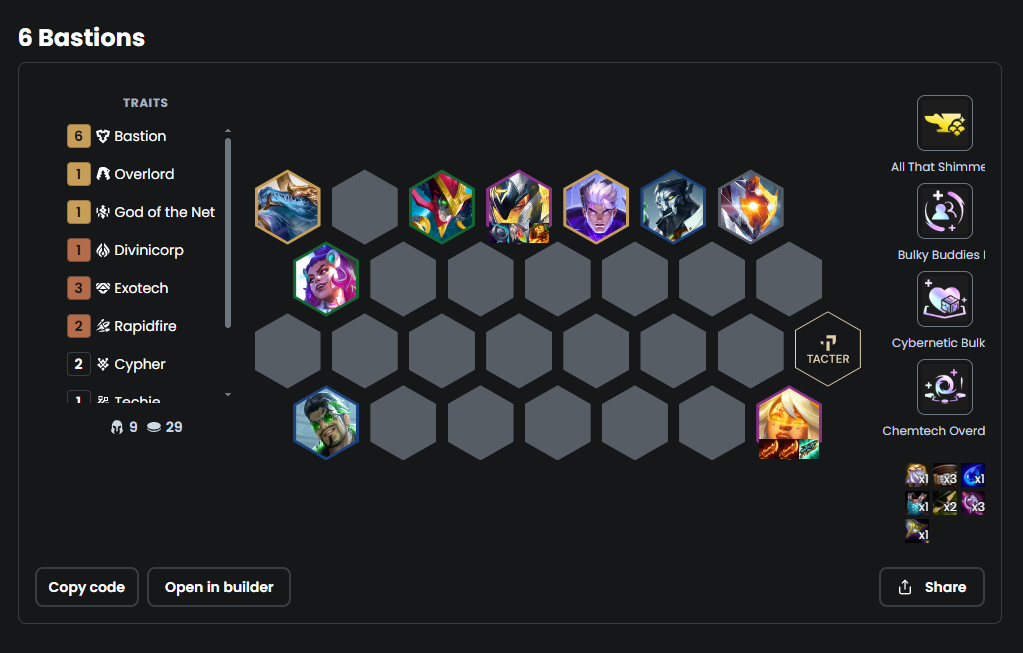 6 Bastions
TRAITS
6 Bastion
1 Overlord
1 God of the Net
1 Divinicorp
3 Exotech
2 Rapidfire
2 Cypher
1 Techie
9 29
TACTER
All That Shimme
Bulky Buddies I
Cybernetic Bulk
Chemtech Overd
x1 x3 x1
x1 x2 x3
x1
Copy code
Open in builder
Share